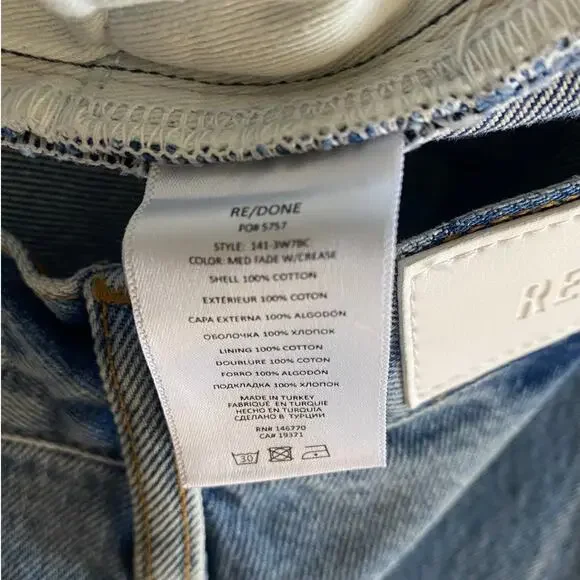 RE/DONE
PO# 5757
STYLE: 141-3W7BC
COLOR: MED FADE W/CREASE
SHELL 100% COTTON
EXTÉRIEUR 100% COTON
CAPA EXTERNA 100% ALGODÓN
ОБОЛОЧКА 100% ХЛОПОК
LINING 100% COTTON
DOUBLURE 100% COTON
FORRO 100% ALGODÓN
ПОДКЛАДКА 100% ХЛОПОК
MADE IN TURKEY
FABRIQUÉ EN TURQUIE
HECHO EN TURQUÍA
СДЕЛАНО В ТУРЦИИ
RN# 146770
CA# 19371
30
RE